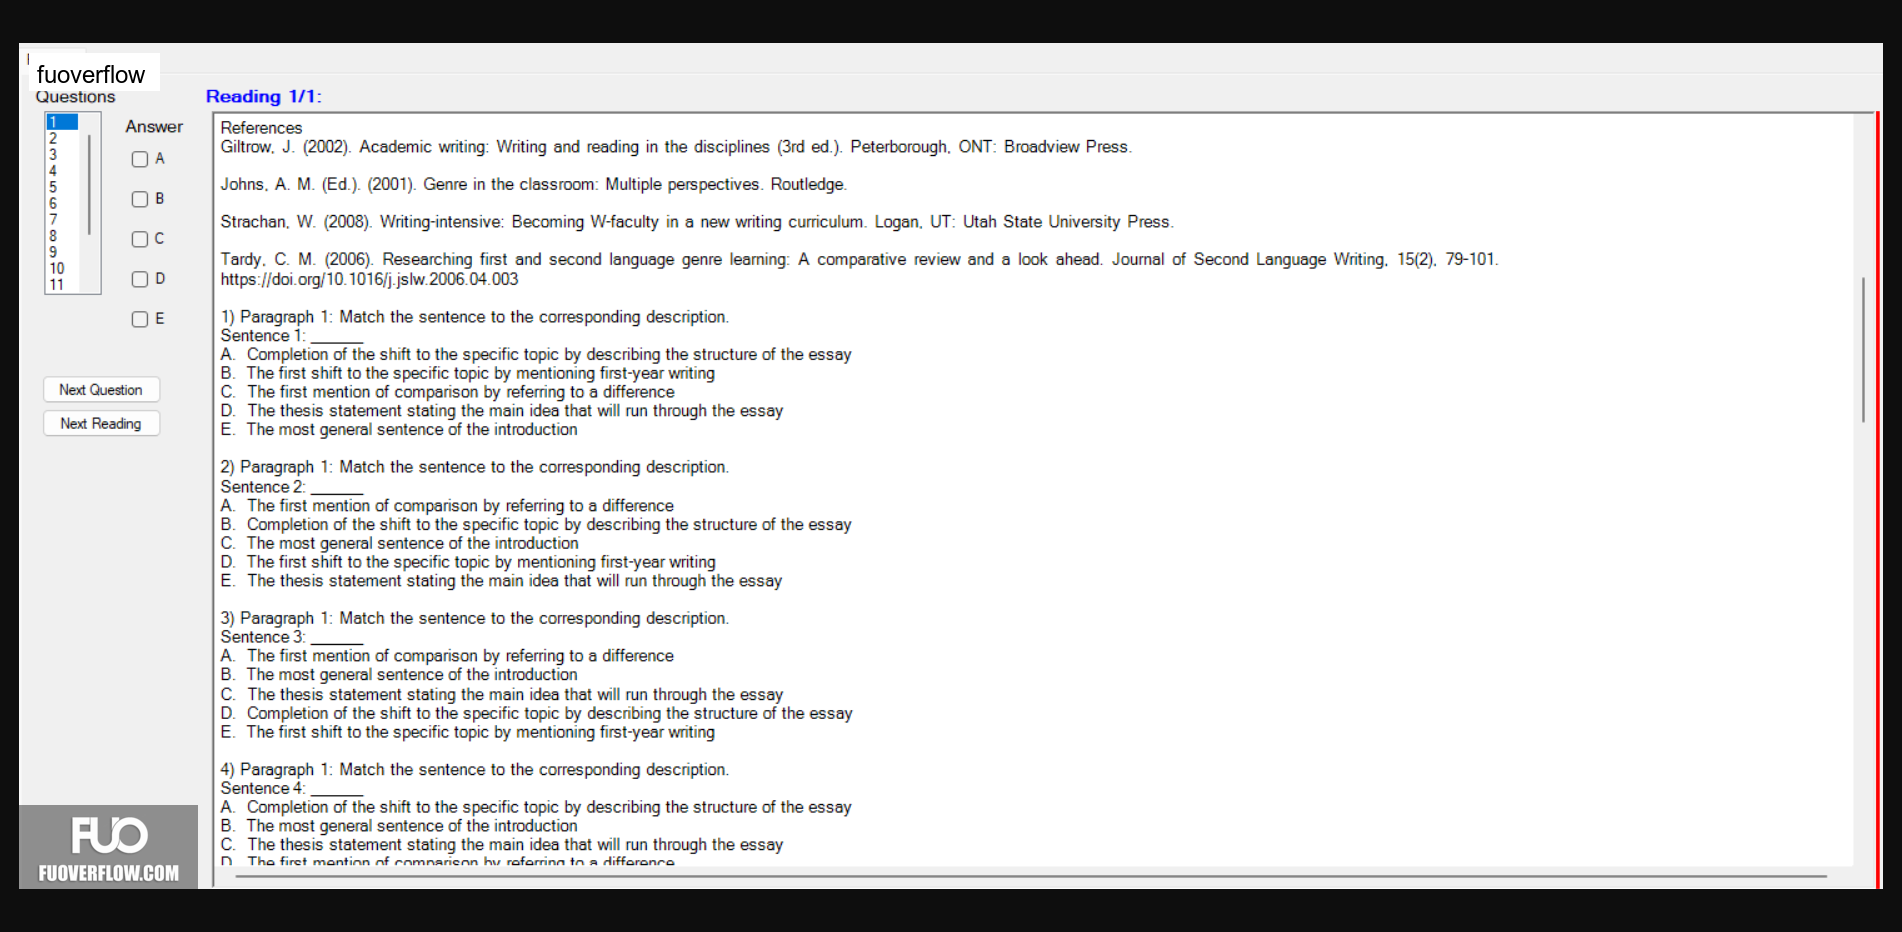 fuoverflow
Questions
Reading 1/1:
1
2
3
4
5
6
7
8
9
10
11
Answer
A
B
C
D
E
Next Question
Next Reading
References
Giltrow, J. (2002). Academic writing: Writing and reading in the disciplines (3rd ed.). Peterborough, ONT: Broadview Press.
Johns, A. M. (Ed.). (2001). Genre in the classroom: Multiple perspectives. Routledge.
Strachan, W. (2008). Writing-intensive: Becoming W-faculty in a new writing curriculum. Logan, UT: Utah State University Press.
Tardy, C. M. (2006). Researching first and second language genre learning: A comparative review and a look ahead. Journal of Second Language Writing, 15(2), 79-101.
https://doi.org/10.1016/j.jslw.2006.04.003
1) Paragraph 1: Match the sentence to the corresponding description.
Sentence 1: ______
A. Completion of the shift to the specific topic by describing the structure of the essay
B. The first shift to the specific topic by mentioning first-year writing
C. The first mention of comparison by referring to a difference
D. The thesis statement stating the main idea that will run through the essay
E. The most general sentence of the introduction
2) Paragraph 1: Match the sentence to the corresponding description.
Sentence 2: ______
A. The first mention of comparison by referring to a difference
B. Completion of the shift to the specific topic by describing the structure of the essay
C. The most general sentence of the introduction
D. The first shift to the specific topic by mentioning first-year writing
E. The thesis statement stating the main idea that will run through the essay
3) Paragraph 1: Match the sentence to the corresponding description.
Sentence 3: ______
A. The first mention of comparison by referring to a difference
B. The most general sentence of the introduction
C. The thesis statement stating the main idea that will run through the essay
D. Completion of the shift to the specific topic by describing the structure of the essay
E. The first shift to the specific topic by mentioning first-year writing
4) Paragraph 1: Match the sentence to the corresponding description.
Sentence 4: ______
A. Completion of the shift to the specific topic by describing the structure of the essay
B. The most general sentence of the introduction
C. The thesis statement stating the main idea that will run through the essay
D. The first mention of comparison by referring to a difference
FUO
FUOVERFLOW.COM